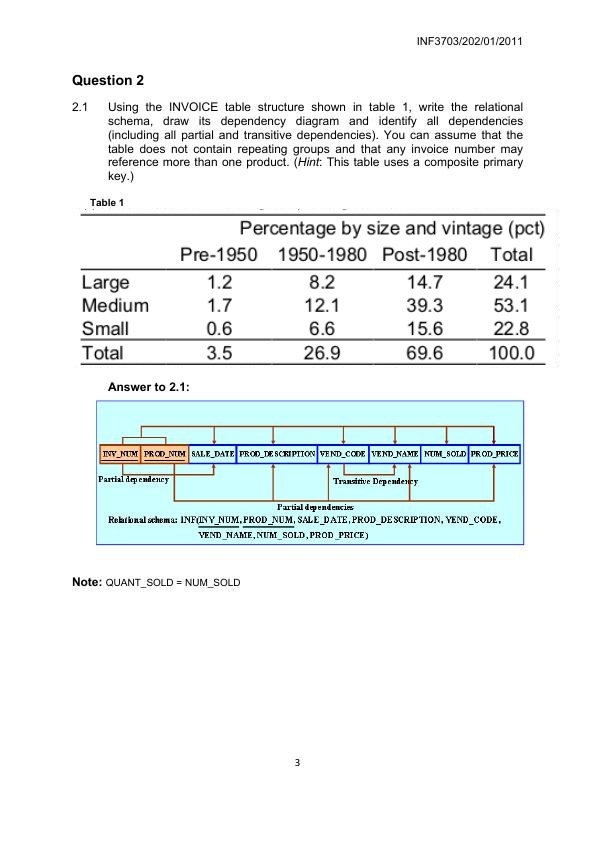 INF3703/202/01/2011
Question 2
2.1 Using the INVOICE table structure shown in table 1, write the relational
schema, draw its dependency diagram and identify all dependencies
(including all partial and transitive dependencies). You can assume that the
table does not contain repeating groups and that any invoice number may
reference more than one product. (Hint: This table uses a composite primary
key.)
Table 1
Percentage by size and vintage (pct)
Pre-1950 1950-1980 Post-1980 Total
Large 1.2 8.2 14.7 24.1
Medium 1.7 12.1 39.3 53.1
Small 0.6 6.6 15.6 22.8
Total 3.5 26.9 69.6 100.0
Answer to 2.1:
INV_NUM PROD_NUM SALE_DATE PROD_DESCRIPTION VEND_CODE VEND_NAME NUM_SOLD PROD_PRICE
Partial dependency Transitive Dependency
Partial dependencies
Relational schema: INF(INV_NUM, PROD_NUM, SALE_DATE, PROD_DESCRIPTION, VEND_CODE,
VEND_NAME, NUM_SOLD, PROD_PRICE)
Note: QUANT_SOLD = NUM_SOLD
3